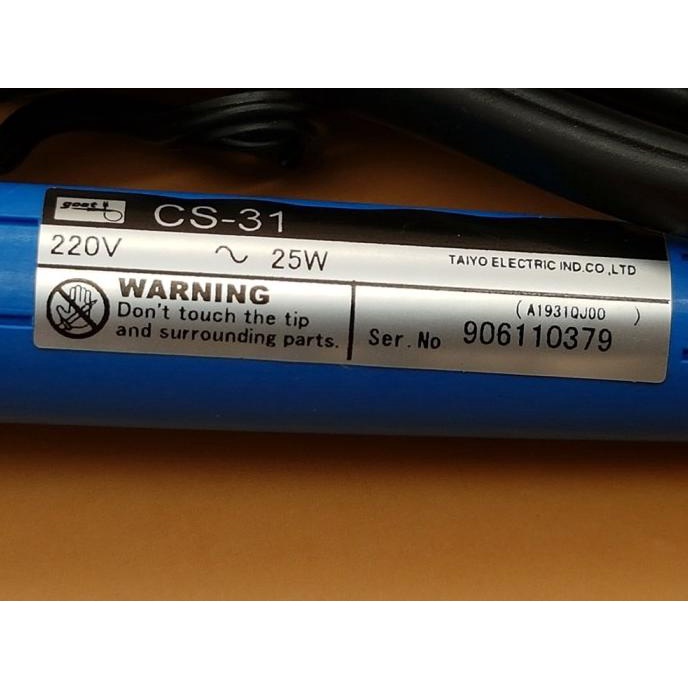 goot
CS-31
220V ~ 25W
TAIYO ELECTRIC IND.CO.,LTD
WARNING
Don't touch the tip
and surrounding parts.
(A1931QJ00 )
Ser.No 906110379